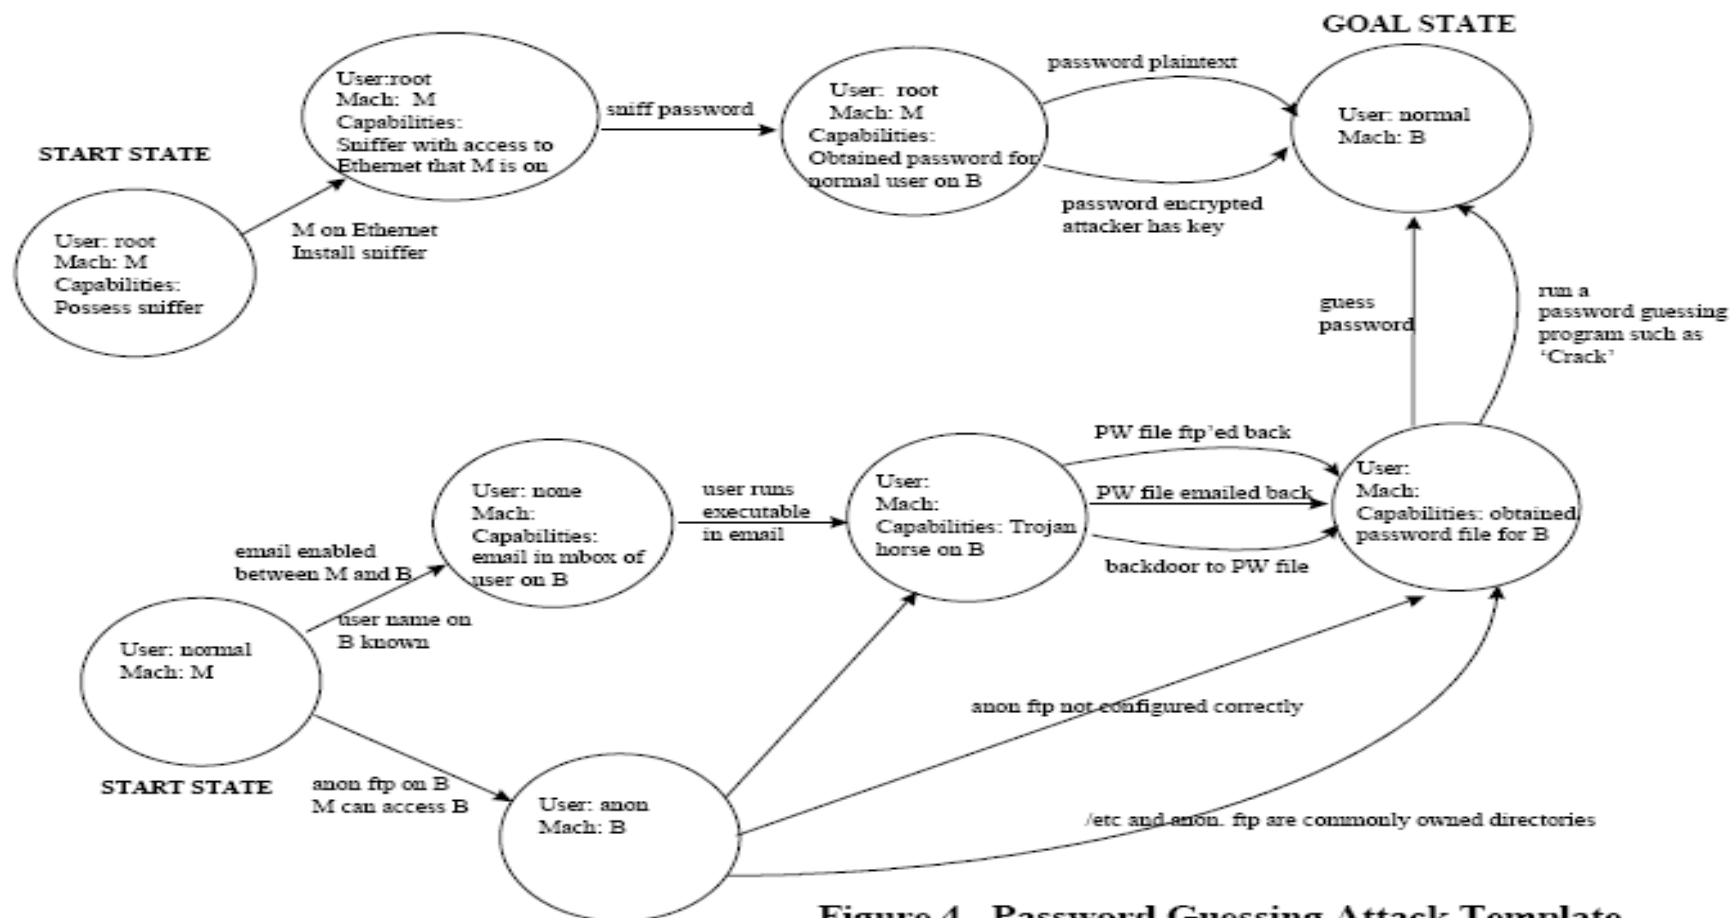 GOAL STATE
User:root
Mach: M
Capabilities:
Sniffer with access to
Ethernet that M is on
sniff password
User: root
Mach: M
Capabilities:
Obtained password for
normal user on B
password plaintext
User: normal
Mach: B
START STATE
User: root
Mach: M
Capabilities:
Possess sniffer
M on Ethernet
Install sniffer
password encrypted
attacker has key
guess
password
run a
password guessing
program such as
‘Crack’
User: none
Mach:
Capabilities:
email in mbox of
user on B
user runs
executable
in email
User:
Mach:
Capabilities: Trojan
horse on B
PW file ftp’ed back
PW file emailed back
backdoor to PW file
User:
Mach:
Capabilities: obtained
password file for B
email enabled
between M and B
user name on
B known
User: normal
Mach: M
START STATE
anon ftp on B
M can access B
User: anon
Mach: B
anon ftp not configured correctly
/etc and anon. ftp are commonly owned directories
Figure 4 Password Guessing Attack Template